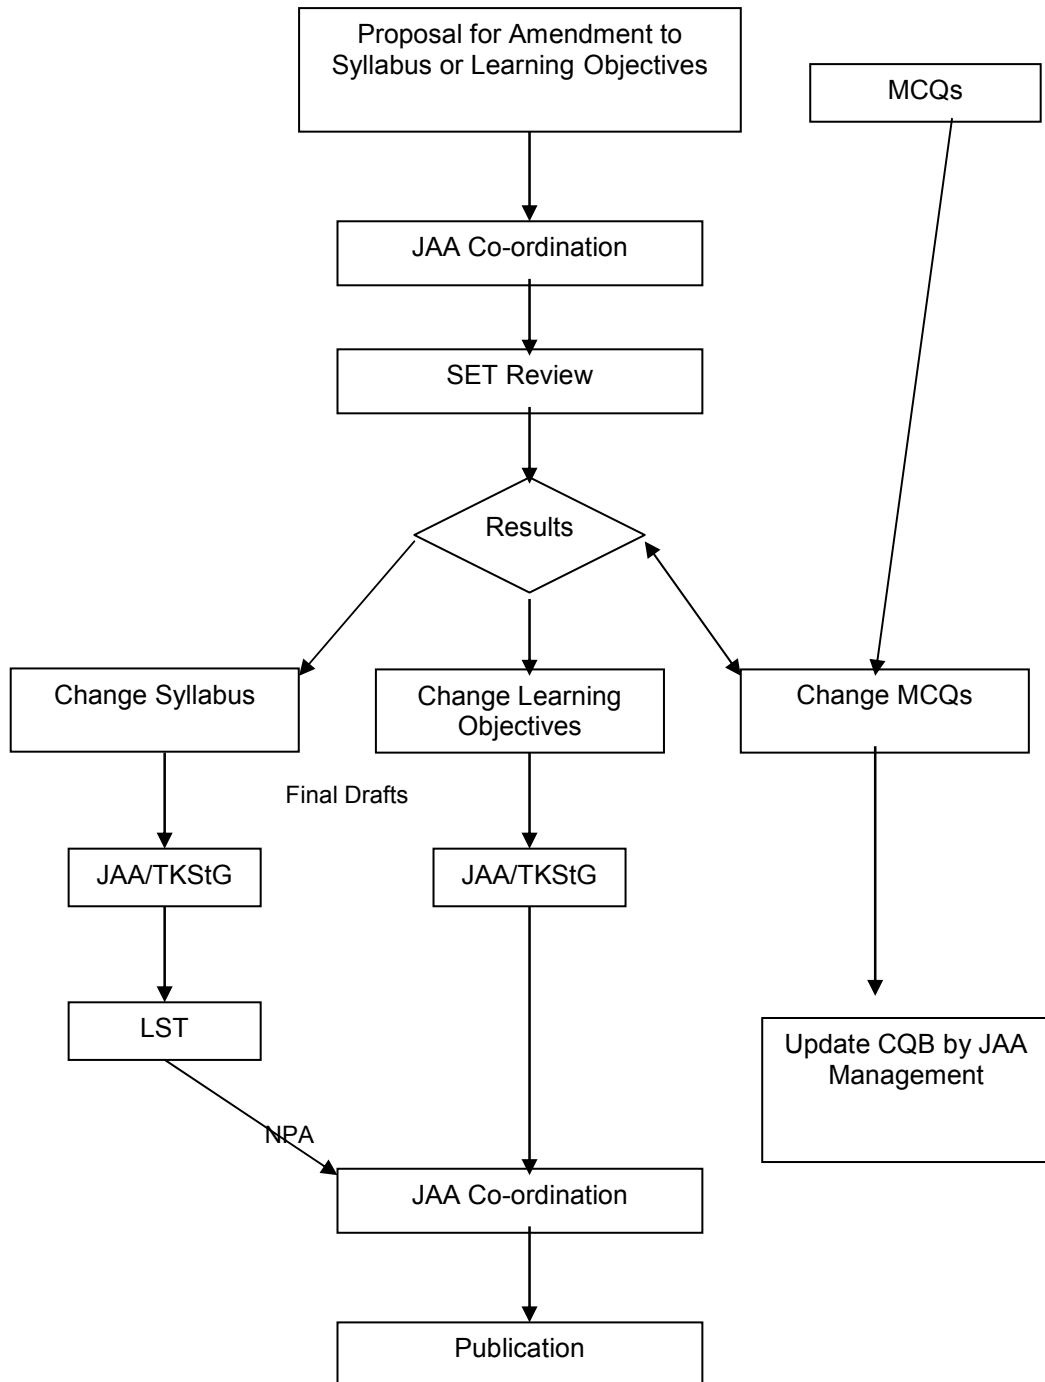 Proposal for Amendment to
Syllabus or Learning Objectives
MCQs
JAA Co-ordination
SET Review
Results
Change Syllabus
Change Learning
Objectives
Change MCQs
Final Drafts
JAA/TKStG
JAA/TKStG
LST
Update CQB by JAA
Management
NPA
JAA Co-ordination
Publication